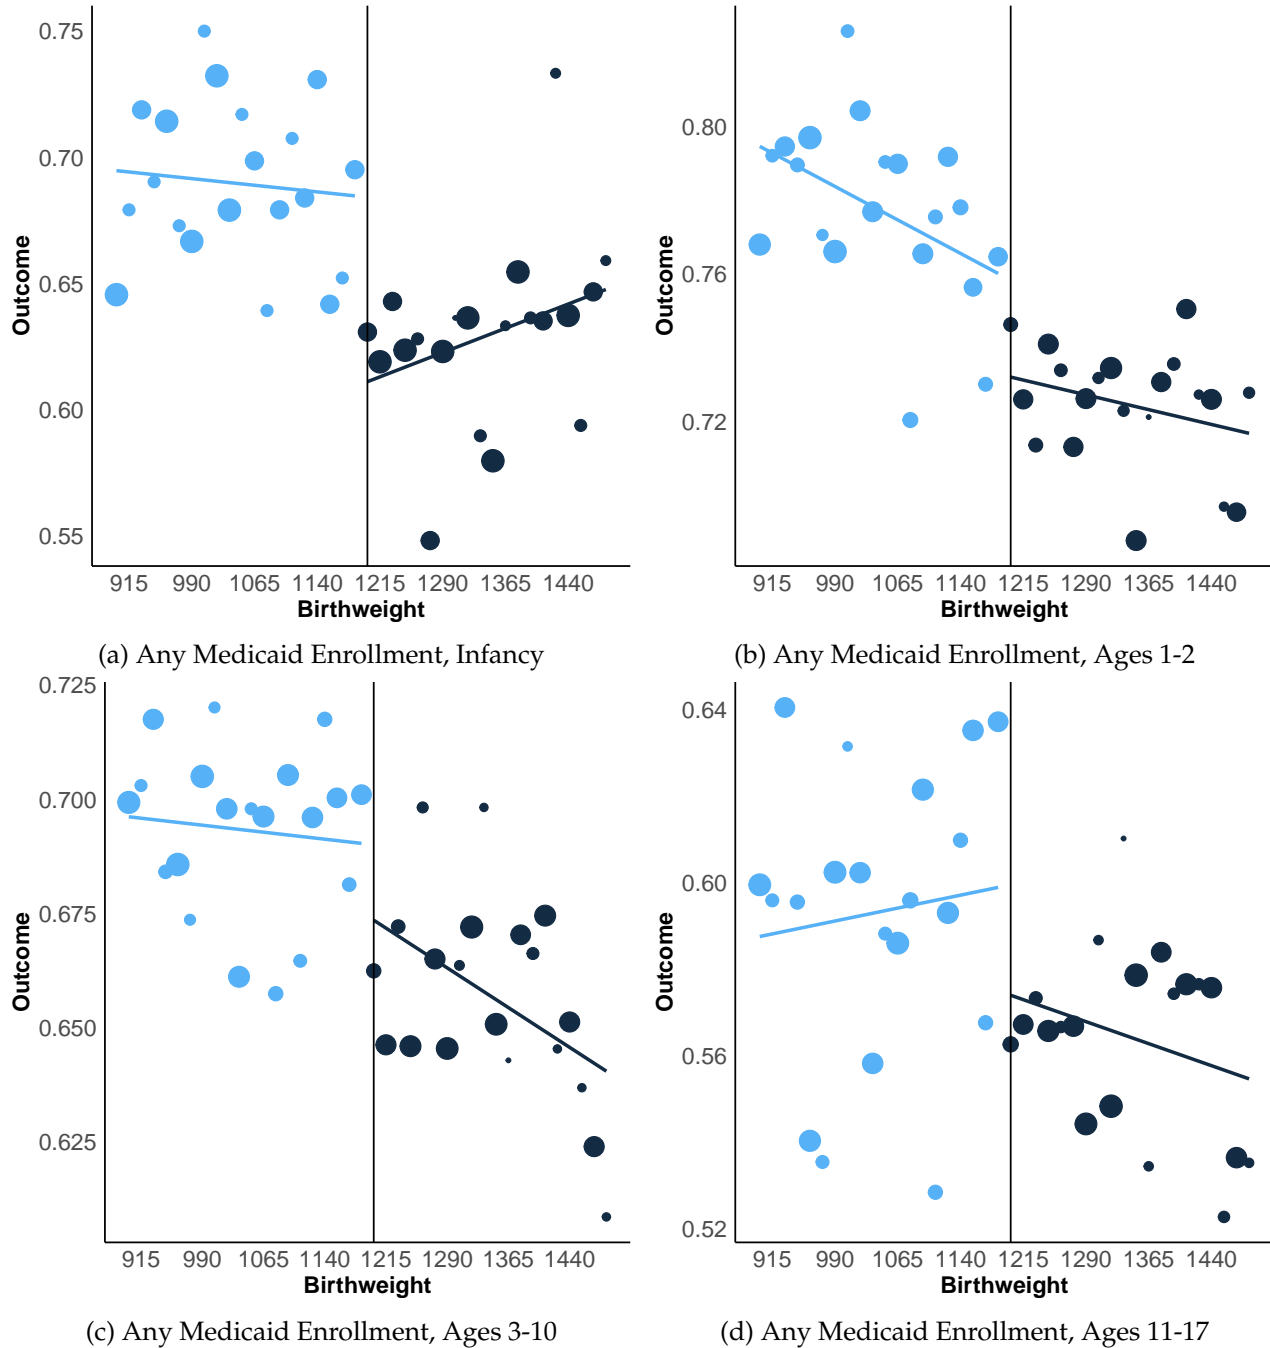 0.75
0.70
0.65
0.60
0.55
Outcome
915 990 1065 1140 1215 1290 1365 1440
Birthweight
(a) Any Medicaid Enrollment, Infancy
0.80
0.76
0.72
Outcome
915 990 1065 1140 1215 1290 1365 1440
Birthweight
(b) Any Medicaid Enrollment, Ages 1-2
0.725
0.700
0.675
0.650
0.625
Outcome
915 990 1065 1140 1215 1290 1365 1440
Birthweight
(c) Any Medicaid Enrollment, Ages 3-10
0.64
0.60
0.56
0.52
Outcome
915 990 1065 1140 1215 1290 1365 1440
Birthweight
(d) Any Medicaid Enrollment, Ages 11-17